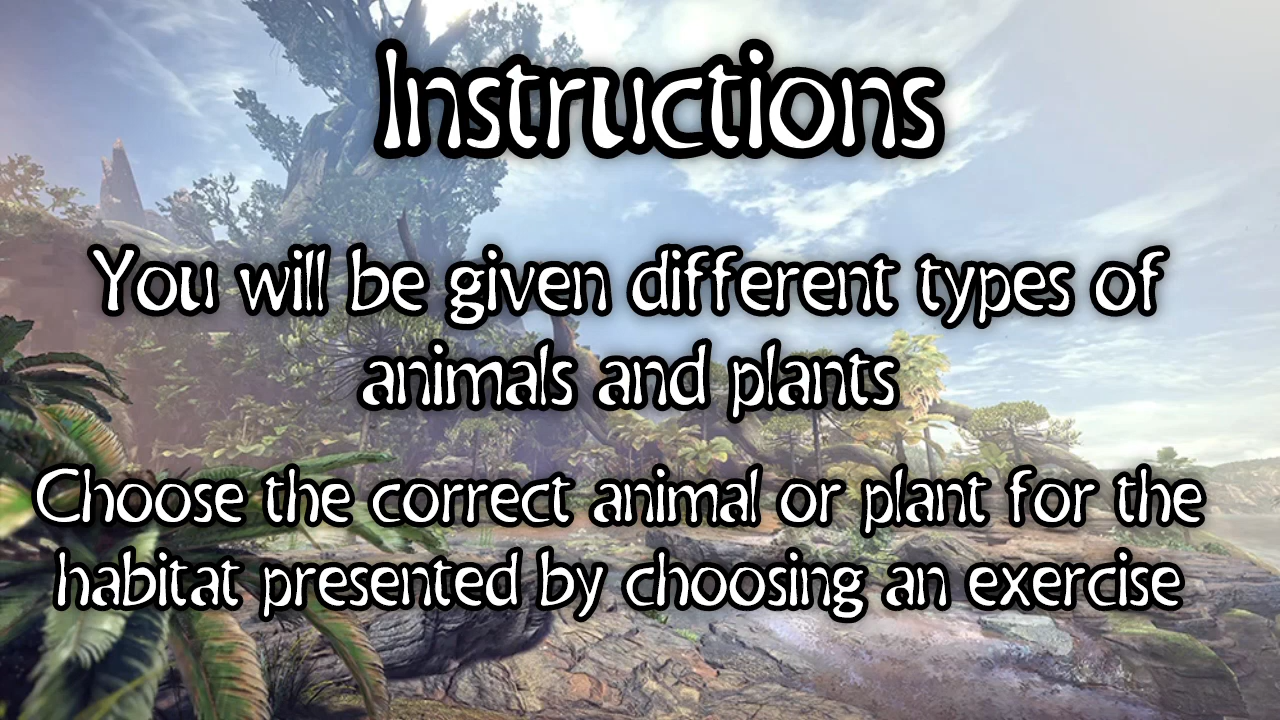 Instructions
You will be given different types of
animals and plants
Choose the correct animal or plant for the
habitat presented by choosing an exercise